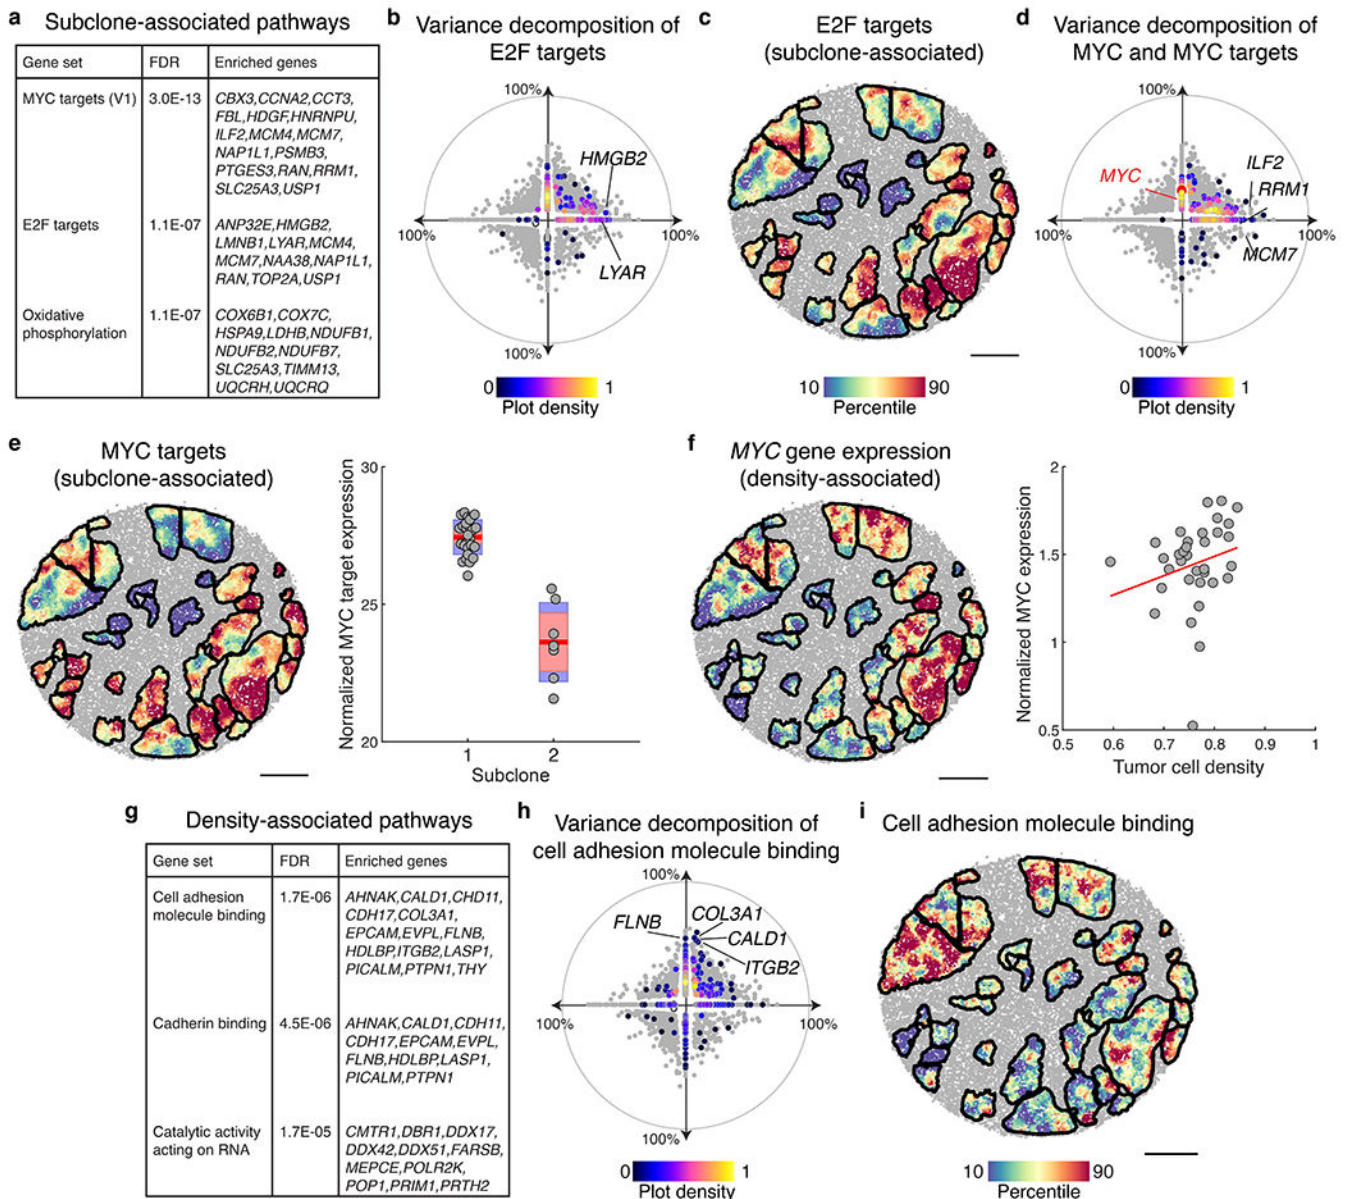 a Subclone-associated pathways
Gene set FDR Enriched genes
MYC targets (V1) 3.0E-13 CBX3,CCNA2,CCT3,
FBL,HDGF,HNRNPU,
ILF2,MCM4,MCM7,
NAP1L1,PSMB3,
PTGES3,RAN,RRM1,
SLC25A3,USP1
E2F targets 1.1E-07 ANP32E,HMGB2,
LMNB1,LYAR,MCM4,
MCM7,NAA38,NAP1L1,
RAN,TOP2A,USP1
Oxidative 1.1E-07 COX6B1,COX7C,
phosphorylation HSPA9,LDHB,NDUFB1,
NDUFB2,NDUFB7,
SLC25A3,TIMM13,
UQCRH,UQCRQ
b Variance decomposition of
E2F targets
100%
HMGB2
100% 100%
LYAR
100%
0 1
Plot density
c E2F targets
(subclone-associated)
10 90
Percentile
d Variance decomposition of
MYC and MYC targets
100%
MYC
ILF2
RRM1
100% 100%
MCM7
100%
0 1
Plot density
e MYC targets
(subclone-associated)
Normalized MYC target expression
30
25
20
1 2
Subclone
f MYC gene expression
(density-associated)
Normalized MYC expression
2
1.5
1
0.5
0.5 0.6 0.7 0.8 0.9 1
Tumor cell density
g Density-associated pathways
Gene set FDR Enriched genes
Cell adhesion 1.7E-06 AHNAK,CALD1,CHD11,
molecule binding CDH17,COL3A1,
EPCAM,EVPL,FLNB,
HDLBP,ITGB2,LASP1,
PICALM,PTPN1,THY
Cadherin binding 4.5E-06 AHNAK,CALD1,CDH11,
CDH17,EPCAM,EVPL,
FLNB,HDLBP,LASP1,
PICALM,PTPN1
Catalytic activity 1.7E-05 CMTR1,DBR1,DDX17,
acting on RNA DDX42,DDX51,FARSB,
MEPCE,POLR2K,
POP1,PRIM1,PRTH2
h Variance decomposition of
cell adhesion molecule binding
100%
FLNB
COL3A1
CALD1
ITGB2
100% 100%
100%
0 1
Plot density
i Cell adhesion molecule binding
10 90
Percentile